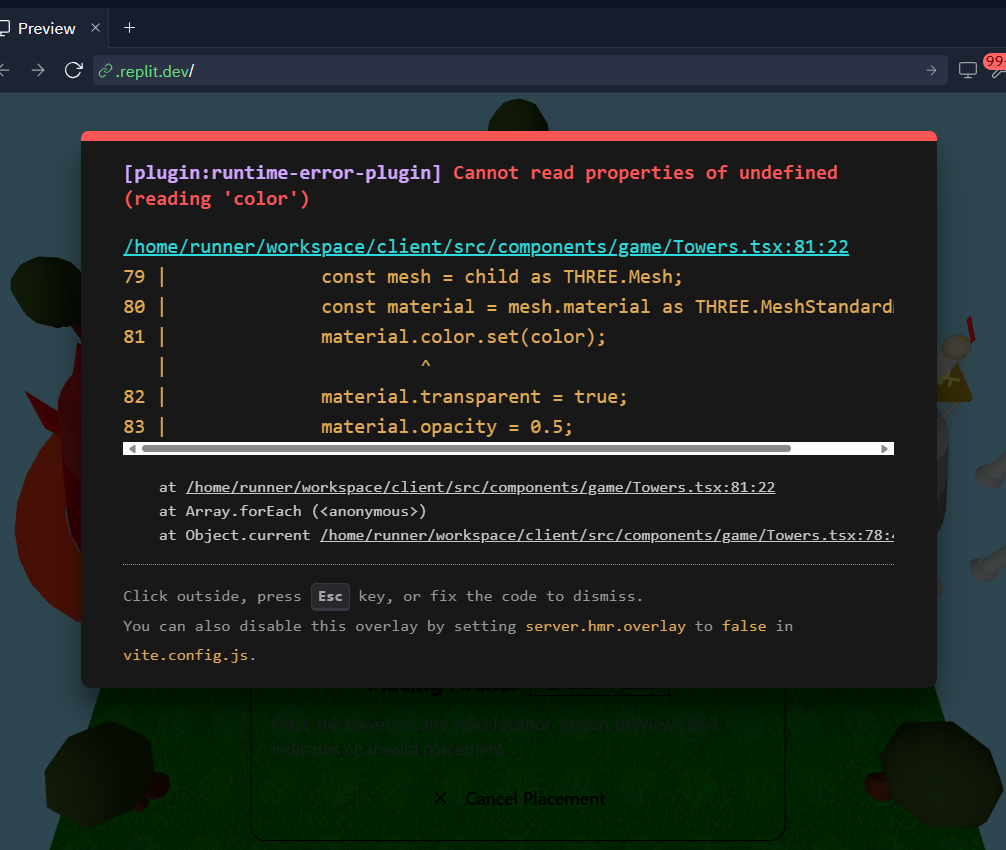 Preview
.replit.dev/
99+
[plugin:runtime-error-plugin] Cannot read properties of undefined
(reading 'color')
/home/runner/workspace/client/src/components/game/Towers.tsx:81:22
79 | const mesh = child as THREE.Mesh;
80 | const material = mesh.material as THREE.MeshStandard
81 | material.color.set(color);
| ^
82 | material.transparent = true;
83 | material.opacity = 0.5;
at /home/runner/workspace/client/src/components/game/Towers.tsx:81:22
at Array.forEach (<anonymous>)
at Object.current /home/runner/workspace/client/src/components/game/Towers.tsx:78:
Click outside, press Esc key, or fix the code to dismiss.
You can also disable this overlay by setting server.hmr.overlay to false in
vite.config.js.
Placing Archer
Place the tower on any valid location (green preview). Red
indicates an invalid placement.
Cancel Placement